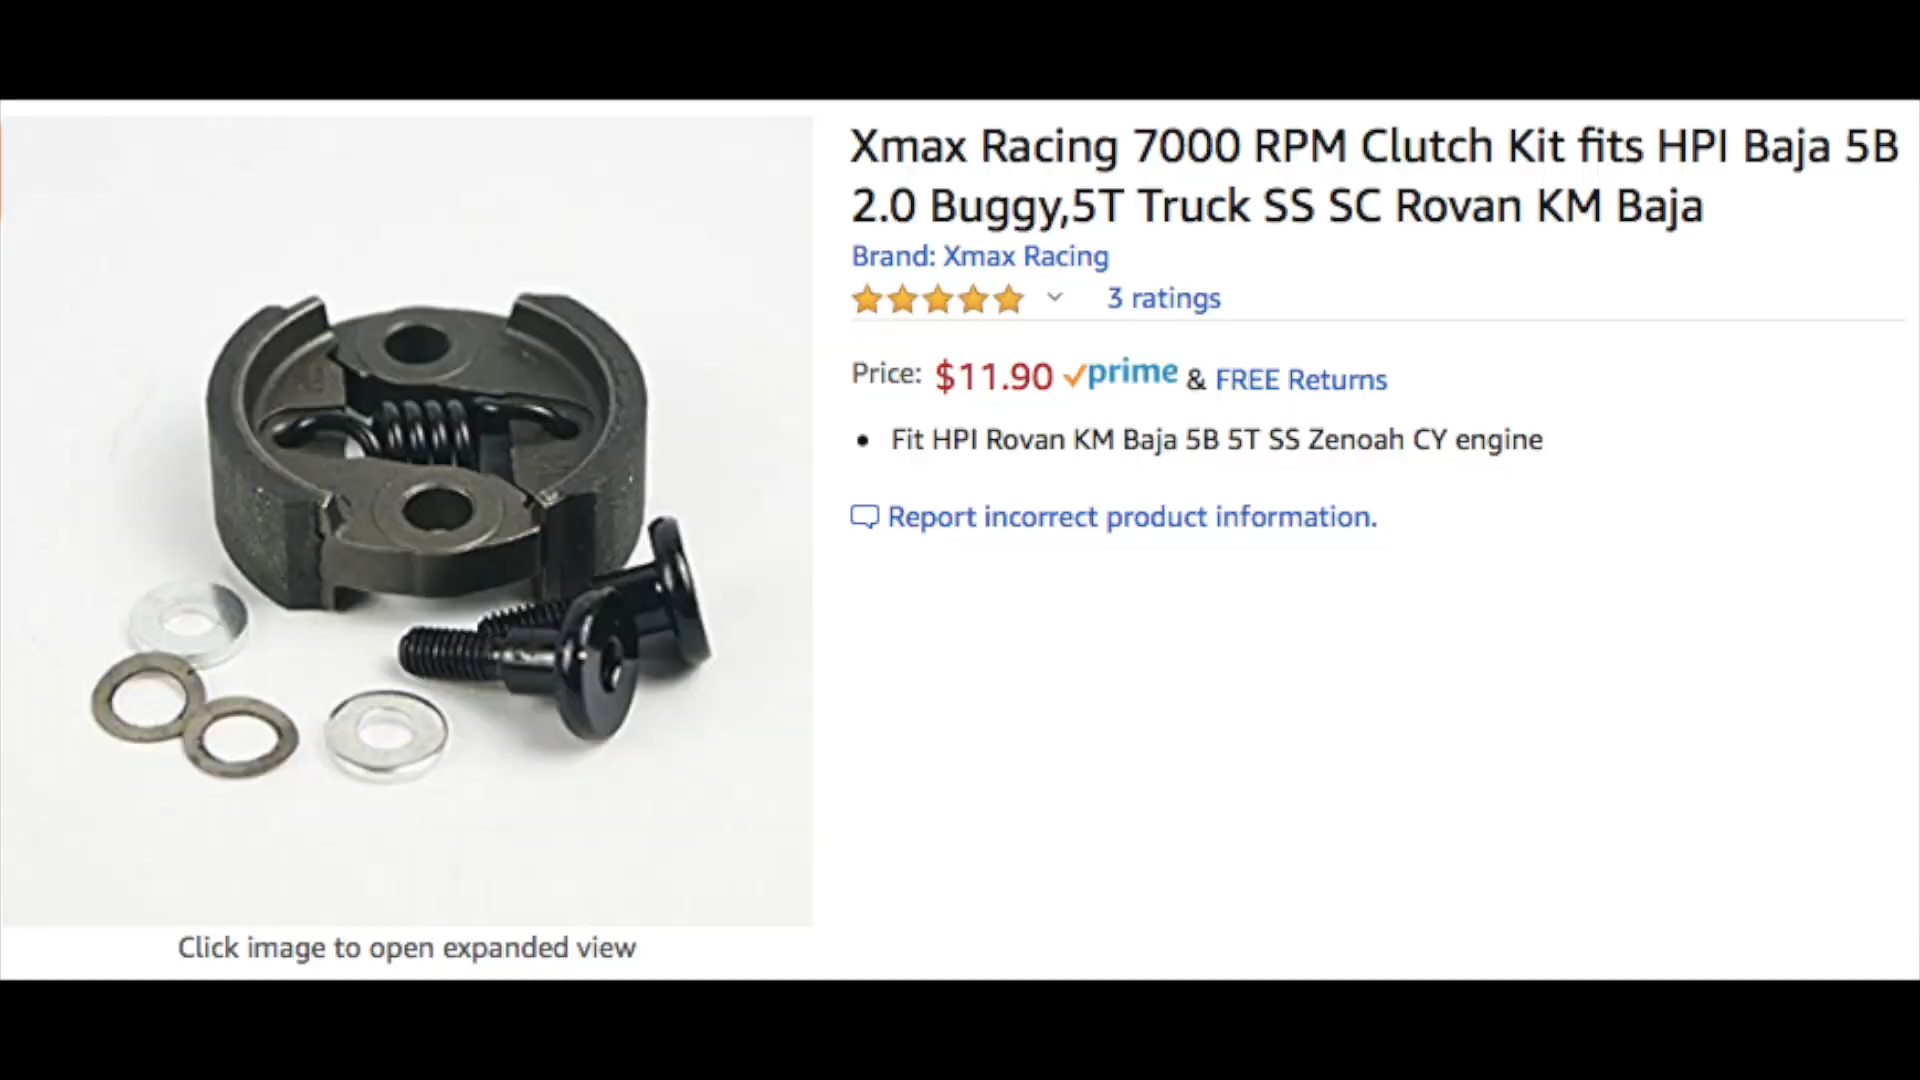 Xmax Racing 7000 RPM Clutch Kit fits HPI Baja 5B
2.0 Buggy,5T Truck SS SC Rovan KM Baja
Brand: Xmax Racing
3 ratings
Price: $11.90 prime & FREE Returns
• Fit HPI Rovan KM Baja 5B 5T SS Zenoah CY engine
Report incorrect product information.
Click image to open expanded view